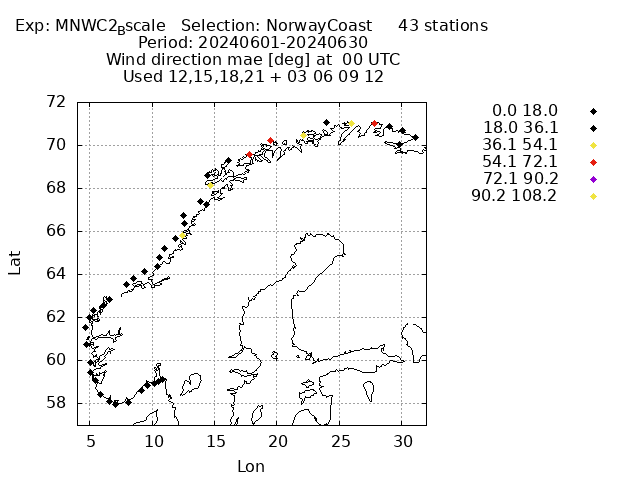 Exp: MNWC2Bscale   Selection: NorwayCoast     43 stations
Period: 20240601-20240630
Wind direction mae [deg] at  00 UTC
Used 12,15,18,21 + 03 06 09 12
72
70
68
66
64
62
60
58
Lat
5 10 15 20 25 30
Lon
0.0 18.0
18.0 36.1
36.1 54.1
54.1 72.1
72.1 90.2
90.2 108.2